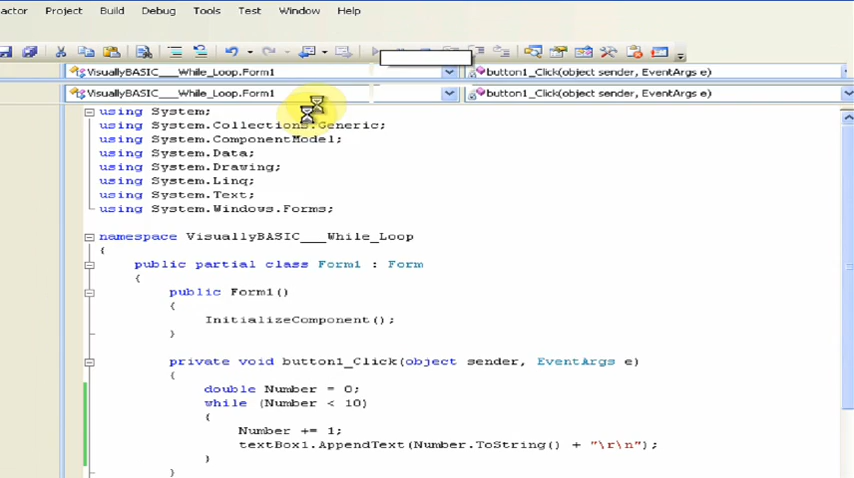 actor Project Build Debug Tools Test Window Help
VisuallyBASIC___While_Loop.Form1 button1_Click(object sender, EventArgs e)
VisuallyBASIC___While_Loop.Form1 button1_Click(object sender, EventArgs e)
using System;
using System.Collections.Generic;
using System.ComponentModel;
using System.Data;
using System.Drawing;
using System.Linq;
using System.Text;
using System.Windows.Forms;
namespace VisuallyBASIC___While_Loop
{
public partial class Form1 : Form
{
public Form1()
{
InitializeComponent();
}
private void button1_Click(object sender, EventArgs e)
{
double Number = 0;
while (Number < 10)
{
Number += 1;
textBox1.AppendText(Number.ToString() + "\r\n");
}
}